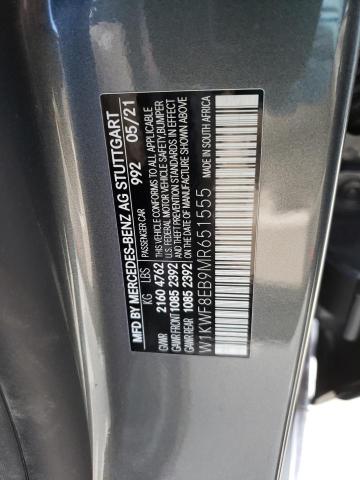 MFD BY MERCEDES-BENZ AG STUTTGART
PASSENGER CAR 992 05/21
KG LBS
GVWR 2160 4762
GAWR FRONT 1085 2392
GAWR REAR 1085 2392
THIS VEHICLE CONFORMS TO ALL APPLICABLE
U.S. FEDERAL MOTOR VEHICLE SAFETY, BUMPER
AND THEFT PREVENTION STANDARDS IN EFFECT
ON THE DATE OF MANUFACTURE SHOWN ABOVE
W1KWF8EB9MR651555
MADE IN SOUTH AFRICA